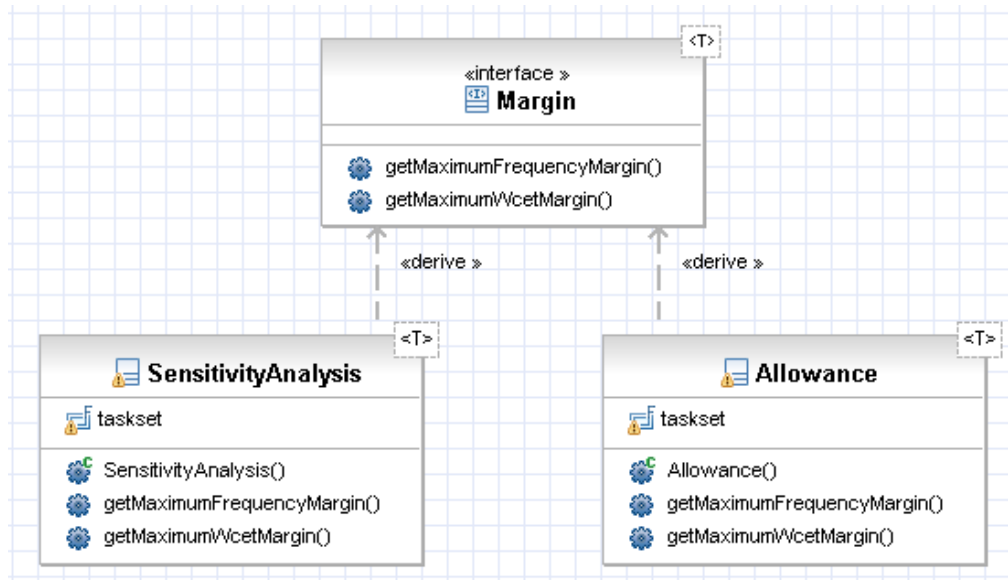 <T>
«interface »
Margin
getMaximumFrequencyMargin()
getMaximumWcetMargin()
«derive »
«derive »
<T>
SensitivityAnalysis
taskset
SensitivityAnalysis()
getMaximumFrequencyMargin()
getMaximumWcetMargin()
<T>
Allowance
taskset
Allowance()
getMaximumFrequencyMargin()
getMaximumWcetMargin()